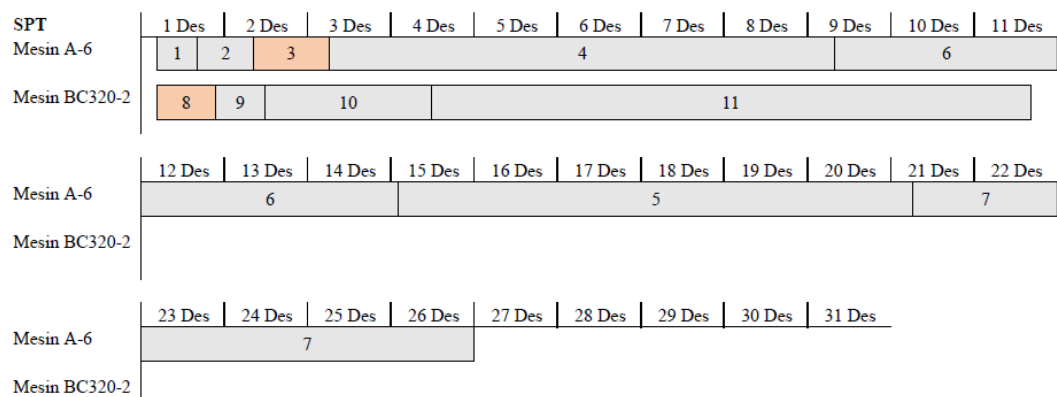 SPT 1 Des 2 Des 3 Des 4 Des 5 Des 6 Des 7 Des 8 Des 9 Des 10 Des 11 Des
Mesin A-6 1 2 3 4 6
Mesin BC320-2 8 9 10 11
12 Des 13 Des 14 Des 15 Des 16 Des 17 Des 18 Des 19 Des 20 Des 21 Des 22 Des
Mesin A-6 6 5 7
Mesin BC320-2
23 Des 24 Des 25 Des 26 Des 27 Des 28 Des 29 Des 30 Des 31 Des
Mesin A-6 7
Mesin BC320-2